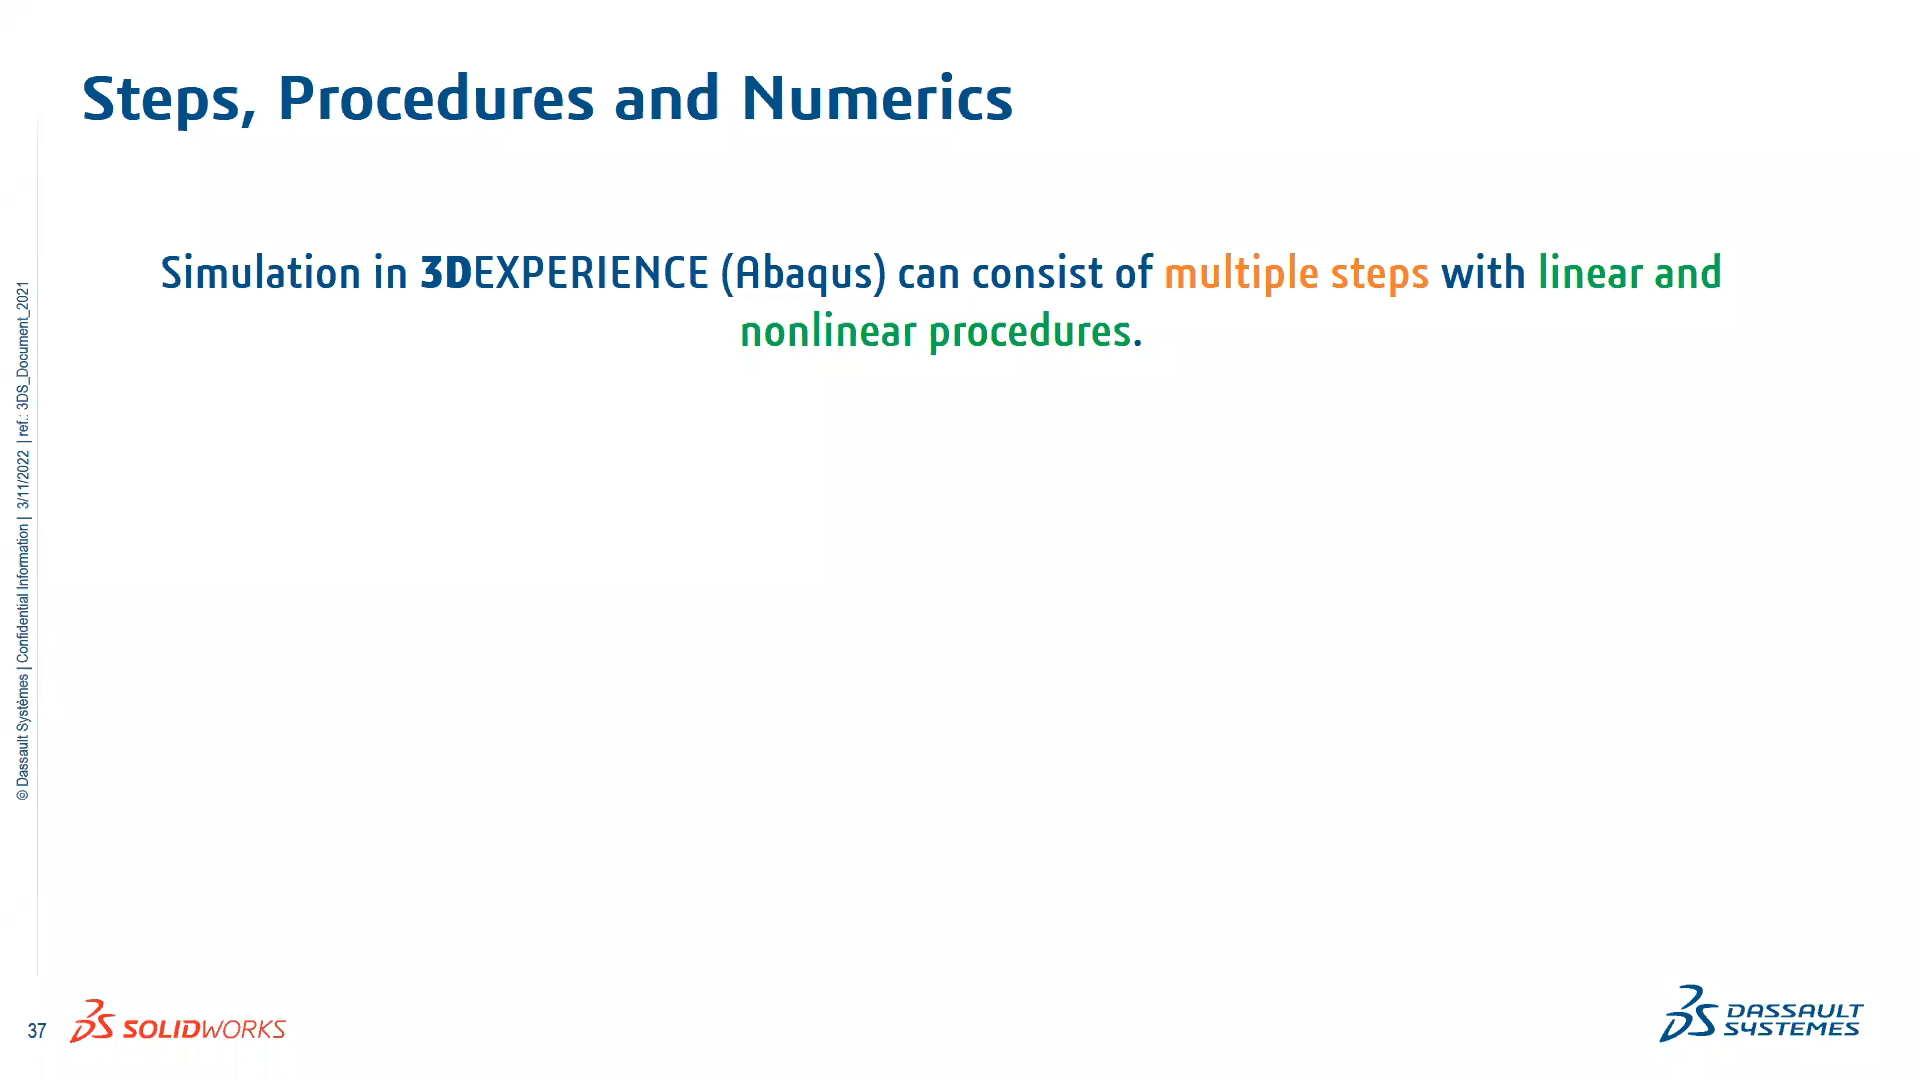 Steps, Procedures and Numerics
Simulation in 3DEXPERIENCE (Abaqus) can consist of multiple steps with linear and
nonlinear procedures.
© Dassault Systèmes | Confidential Information | 3/11/2022 | ref.: 3DS_Document_2021
37
SOLIDWORKS
DASSAULT
SYSTEMES